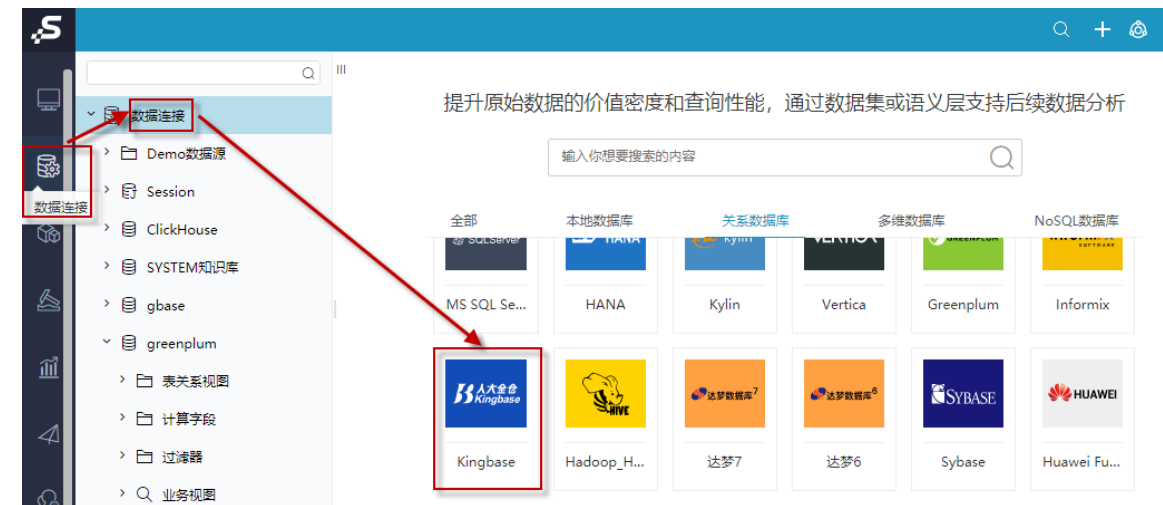 S
提升原始数据的价值密度和查询性能，通过数据集或语义层支持后续数据分析
输入你想要搜索的内容
数据连接
Demo数据源
Session
ClickHouse
SYSTEM知识库
gbase
greenplum
表关系视图
计算字段
过滤器
业务视图
数据连接
全部 本地数据库 关系数据库 多维数据库 NoSQL数据库
SQLServer HANA Kylin VERTICA GREENPLUM Informix SOFTWARE
MS SQL Se... HANA Kylin Vertica Greenplum Informix
人大金仓 Kingbase HIVE 达梦数据库7 达梦数据库6 SYBASE HUAWEI
Kingbase Hadoop_H... 达梦7 达梦6 Sybase Huawei Fu...